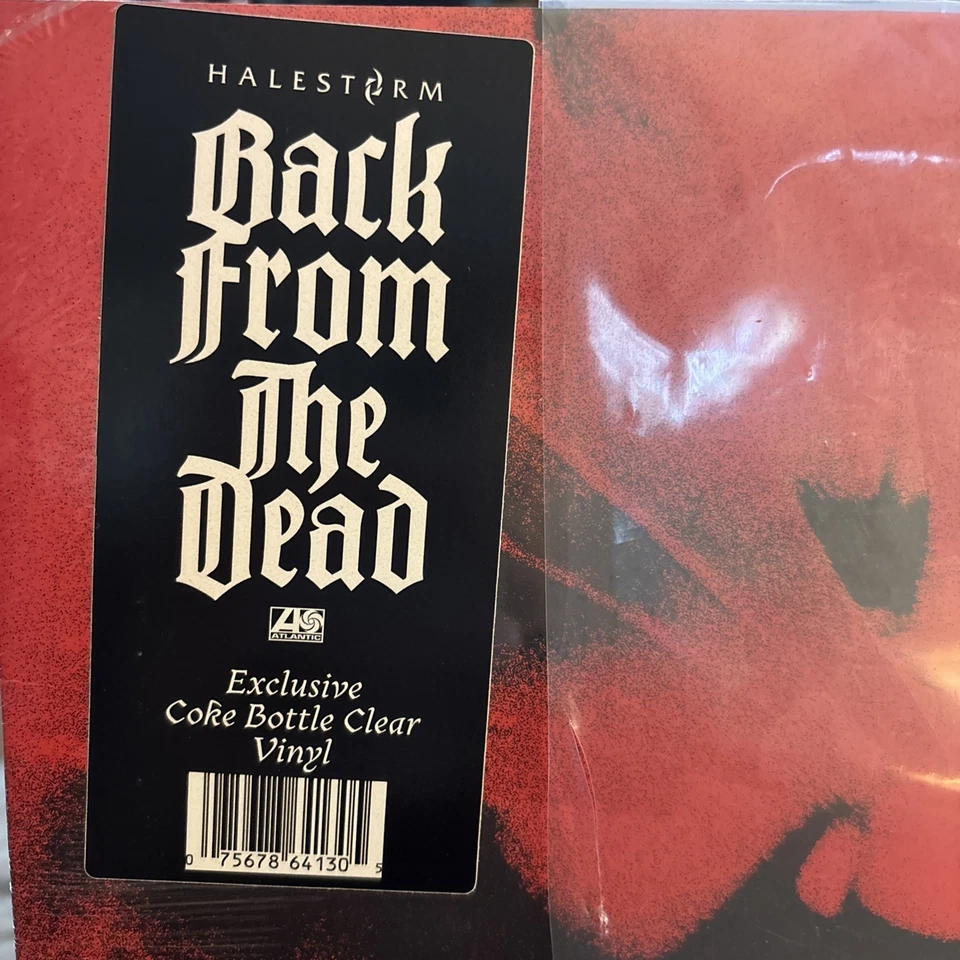 HALESTORM
Back
From
The
Dead
ATLANTIC
Exclusive
Coke Bottle Clear
Vinyl
0 75678 64130 5